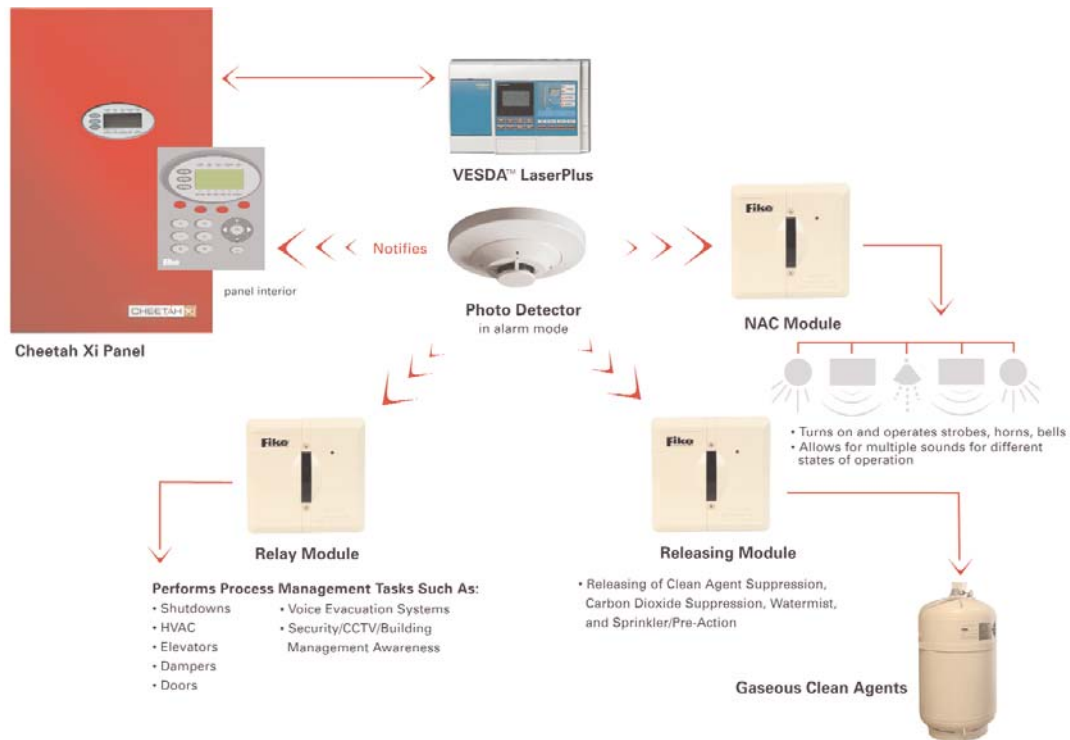 VESDA™ LaserPlus
Fike
Notifies
Fike
panel interior
CHEETAH Xi
Photo Detector
in alarm mode
NAC Module
Cheetah Xi Panel
• Turns on and operates strobes, horns, bells
• Allows for multiple sounds for different
states of operation
Fike
Fike
Relay Module
Releasing Module
Performs Process Management Tasks Such As:
• Shutdowns
• HVAC
• Elevators
• Dampers
• Doors
• Voice Evacuation Systems
• Security/CCTV/Building
Management Awareness
• Releasing of Clean Agent Suppression,
Carbon Dioxide Suppression, Watermist,
and Sprinkler/Pre-Action
Gaseous Clean Agents